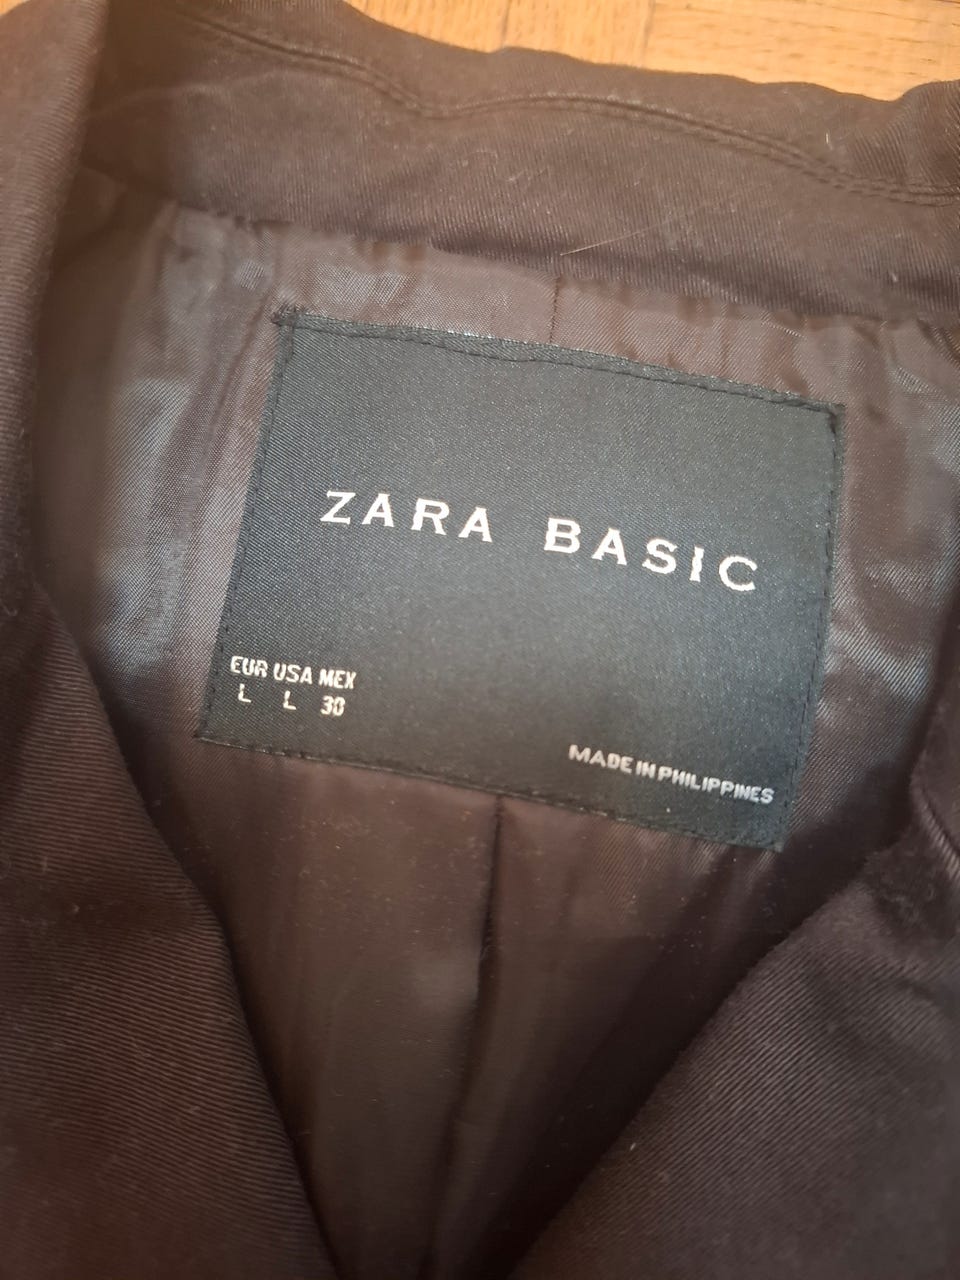 ZARA BASIC
EUR USA MEX
L L 30
MADE IN PHILIPPINES